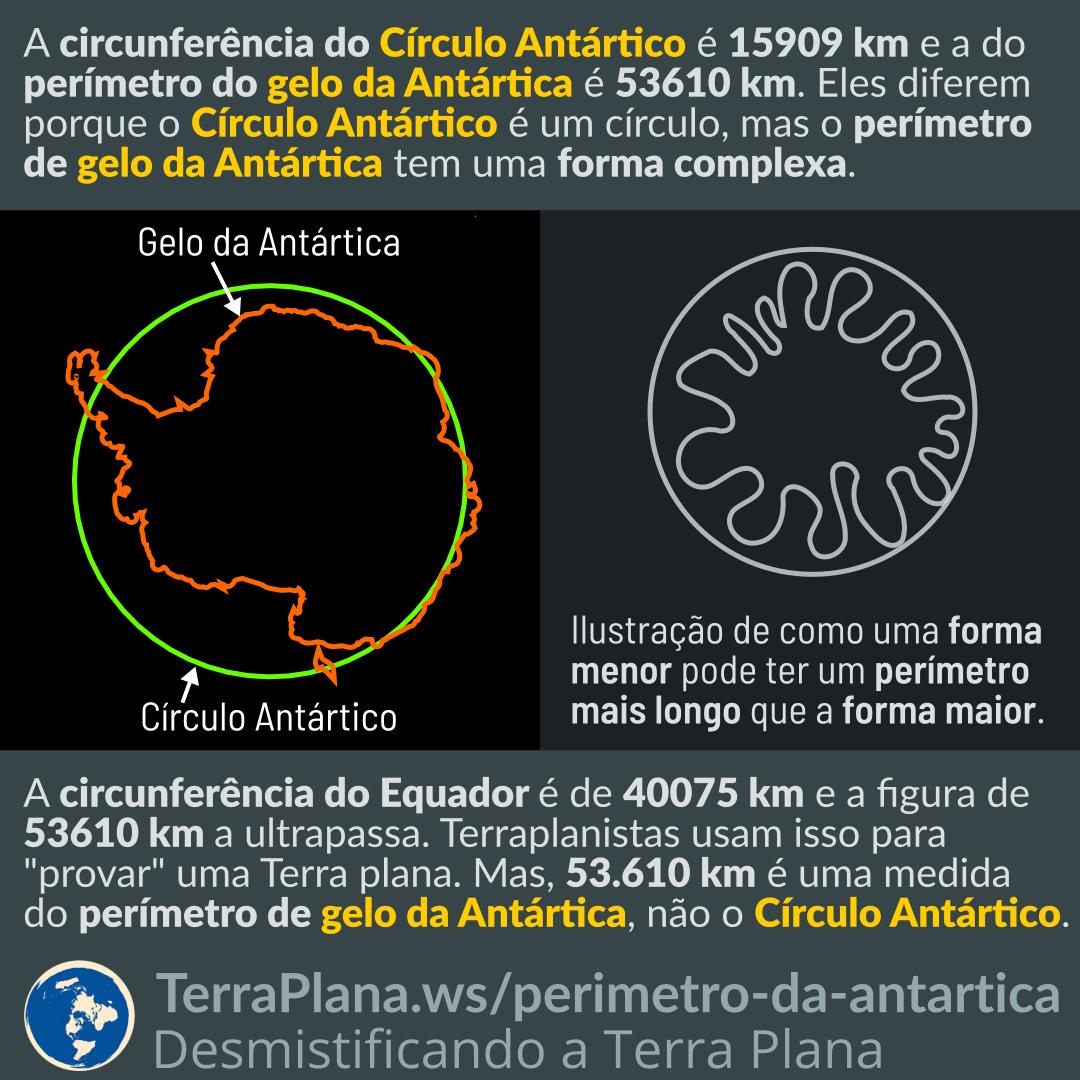 A circunferência do Círculo Antártico é 15909 km e a do
perímetro do gelo da Antártica é 53610 km. Eles diferem
porque o Círculo Antártico é um círculo, mas o perímetro
de gelo da Antártica tem uma forma complexa.
Gelo da Antártica
Círculo Antártico
Ilustração de como uma forma
menor pode ter um perímetro
mais longo que a forma maior.
A circunferência do Equador é de 40075 km e a figura de
53610 km a ultrapassa. Terraplanistas usam isso para
"provar" uma Terra plana. Mas, 53.610 km é uma medida
do perímetro de gelo da Antártica, não o Círculo Antártico.
TerraPlana.ws/perimetro-da-antartica
Desmistificando a Terra Plana